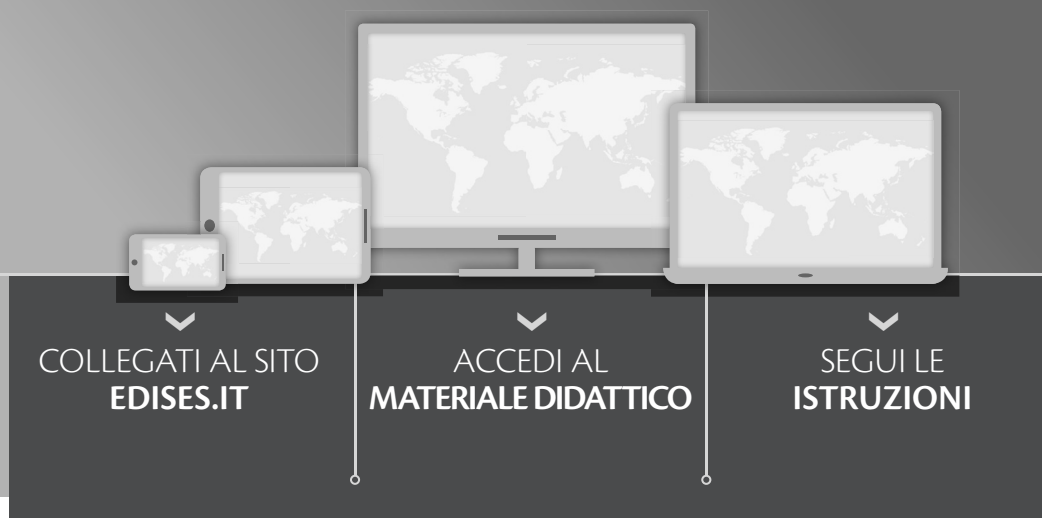 COLLEGATI AL SITO
EDISES.IT
ACCEDI AL
MATERIALE DIDATTICO
SEGUI LE
ISTRUZIONI